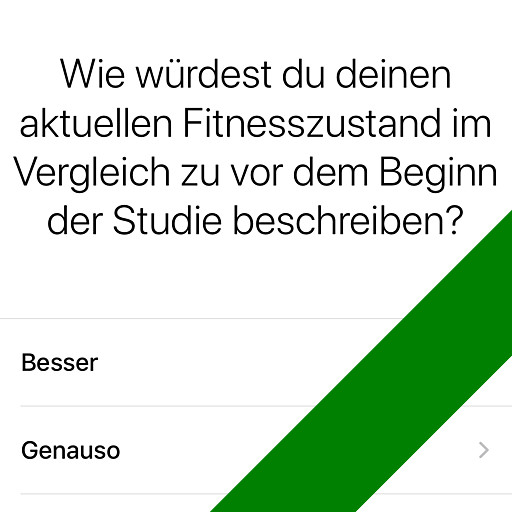 Wie würdest du deinen
aktuellen Fitnesszustand im
Vergleich zu vor dem Beginn
der Studie beschreiben?
Besser
Genauso